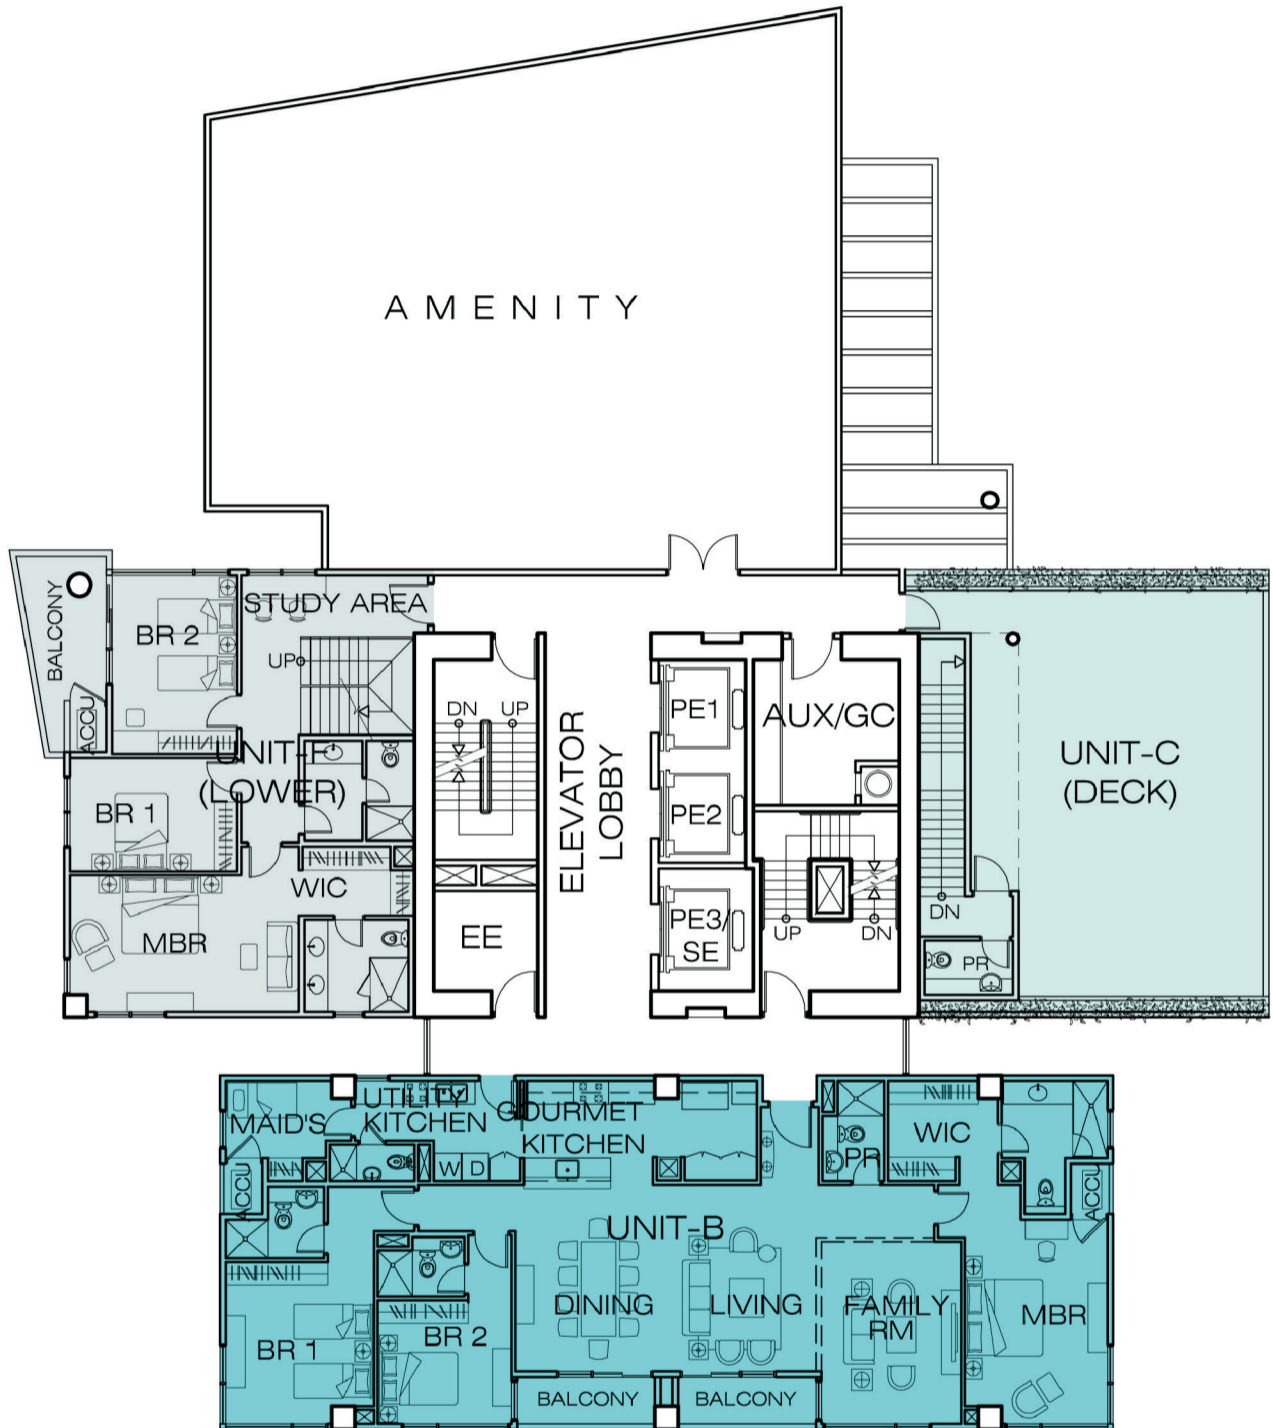 AMENITY
BALCONY
BR 2
STUDY AREA
UP
ACCU
UNIT-F
(LOWER)
BR 1
WIC
MBR
DN UP
EE
ELEVATOR
LOBBY
PE1
PE2
PE3/
SE
AUX/GC
UP
DN
UNIT-C
(DECK)
DN
PR
MAID'S
UTILITY
KITCHEN
GOURMET
KITCHEN
W D
PR
WIC
ACCU
ACCU
UNIT-B
DINING
LIVING
FAMILY
RM
MBR
BR 1
BR 2
BALCONY
BALCONY